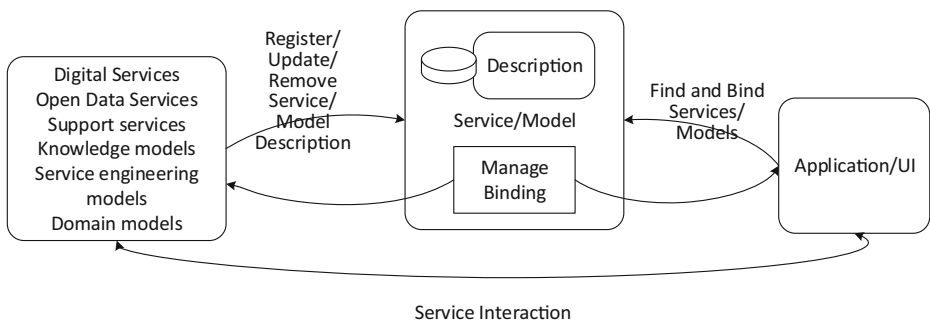 Digital Services
Open Data Services
Support services
Knowledge models
Service engineering
models
Domain models
Register/
Update/
Remove
Service/
Model
Description
Description
Service/Model
Manage
Binding
Find and Bind
Services/
Models
Application/UI
Service Interaction